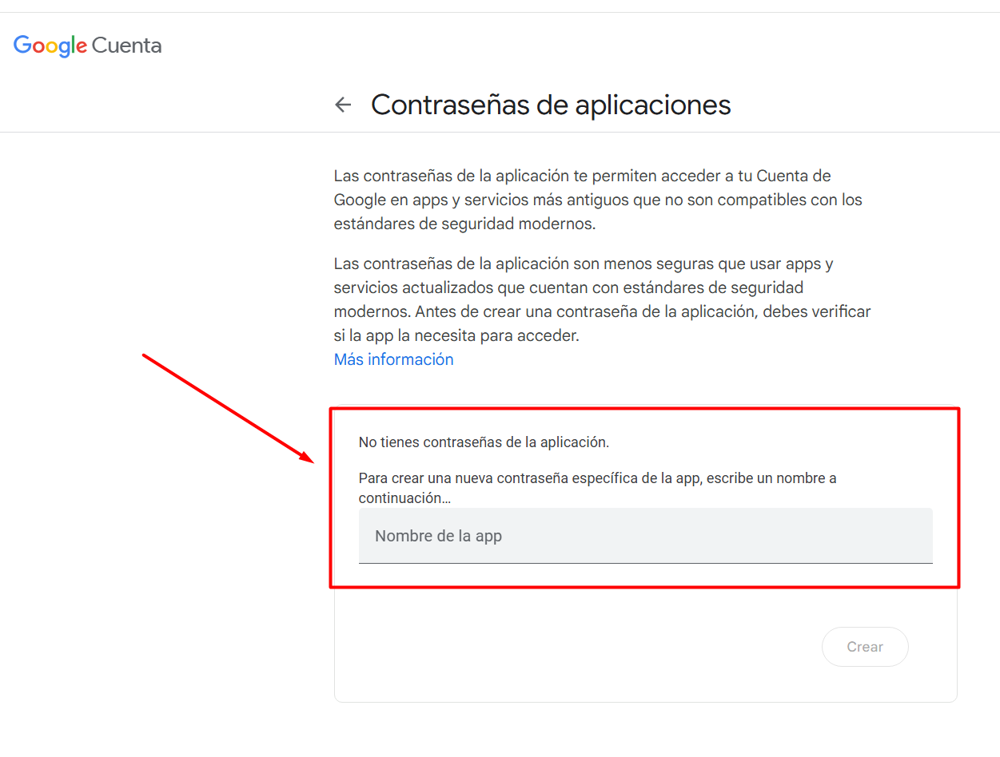 Google Cuenta
Contraseñas de aplicaciones
Las contraseñas de la aplicación te permiten acceder a tu Cuenta de
Google en apps y servicios más antiguos que no son compatibles con los
estándares de seguridad modernos.
Las contraseñas de la aplicación son menos seguras que usar apps y
servicios actualizados que cuentan con estándares de seguridad
modernos. Antes de crear una contraseña de la aplicación, debes verificar
si la app la necesita para acceder.
Más información
No tienes contraseñas de la aplicación.
Para crear una nueva contraseña específica de la app, escribe un nombre a
continuación…
Nombre de la app
Crear